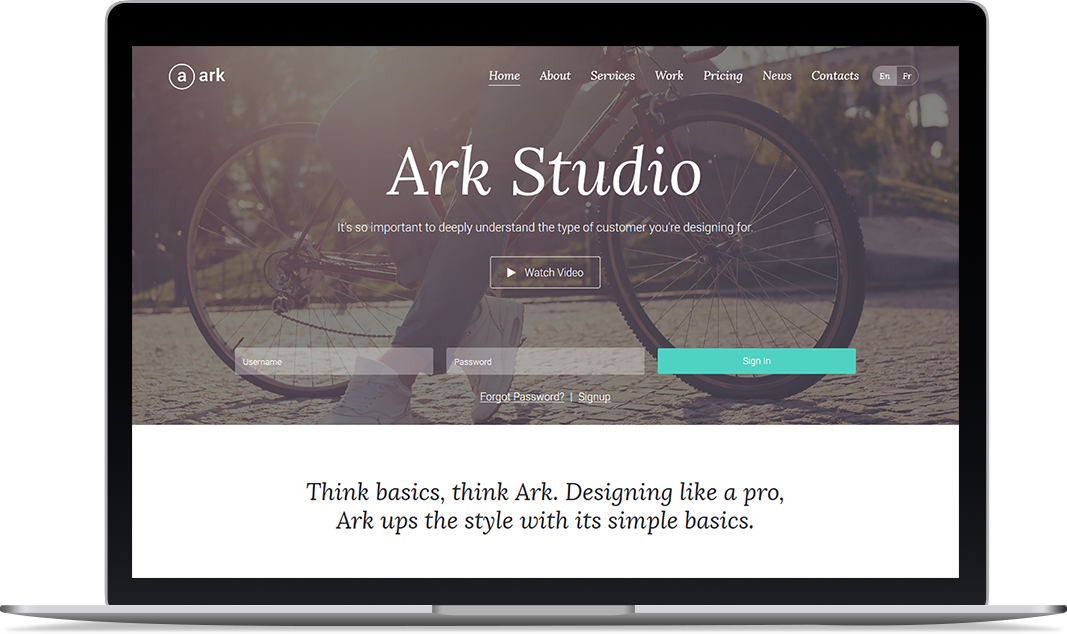 a ark
Home About Services Work Pricing News Contacts En Fr
Ark Studio
It's so important to deeply understand the type of customer you're designing for.
Watch Video
Username Password Sign In
Forgot Password? | Signup
Think basics, think Ark. Designing like a pro,
Ark ups the style with its simple basics.